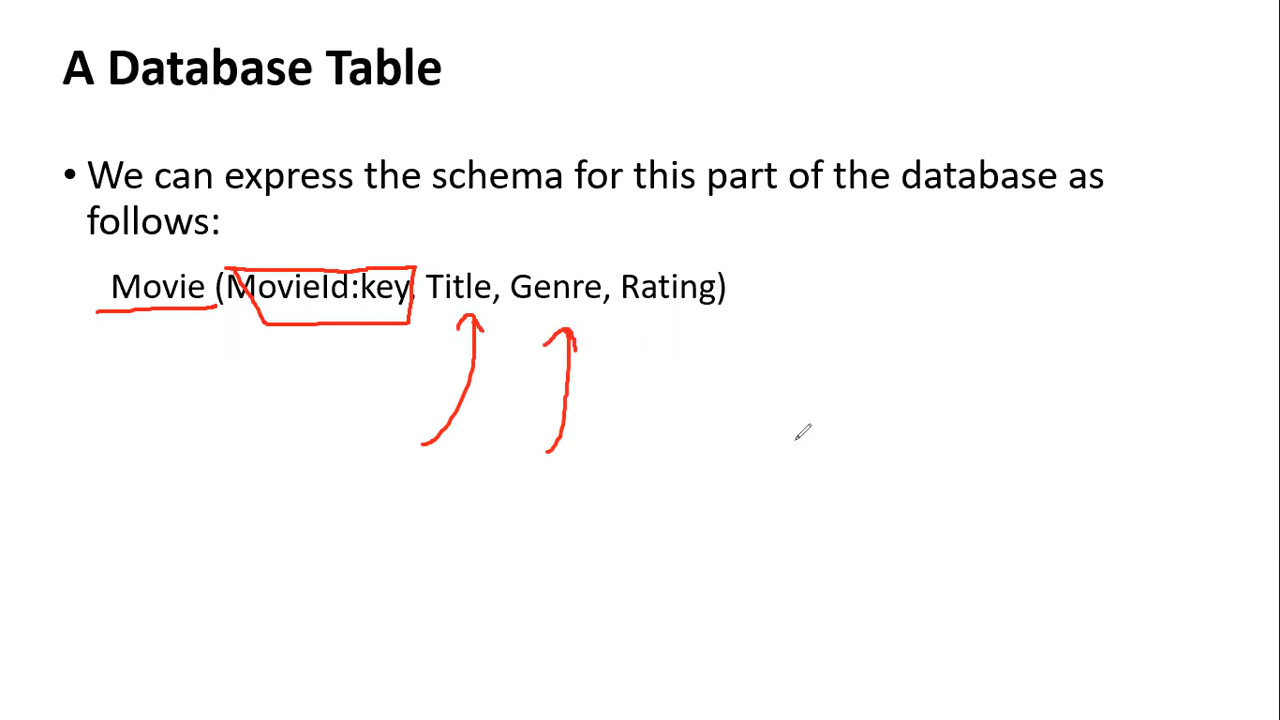 A Database Table
• We can express the schema for this part of the database as
follows:
Movie (MovieId:key, Title, Genre, Rating)